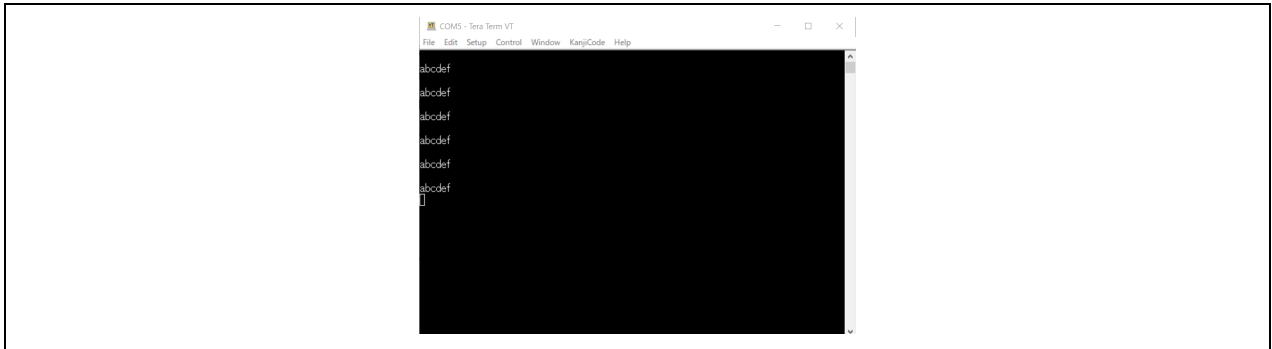 COM5 - Tera Term VT
File Edit Setup Control Window KanjiCode Help
abcdef
abcdef
abcdef
abcdef
abcdef
abcdef